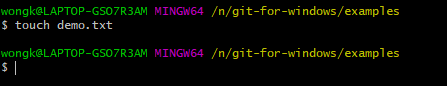 wongk@LAPTOP-GSO7R3AM MINGW64 /n/git-for-windows/examples
$ touch demo.txt
wongk@LAPTOP-GSO7R3AM MINGW64 /n/git-for-windows/examples
$